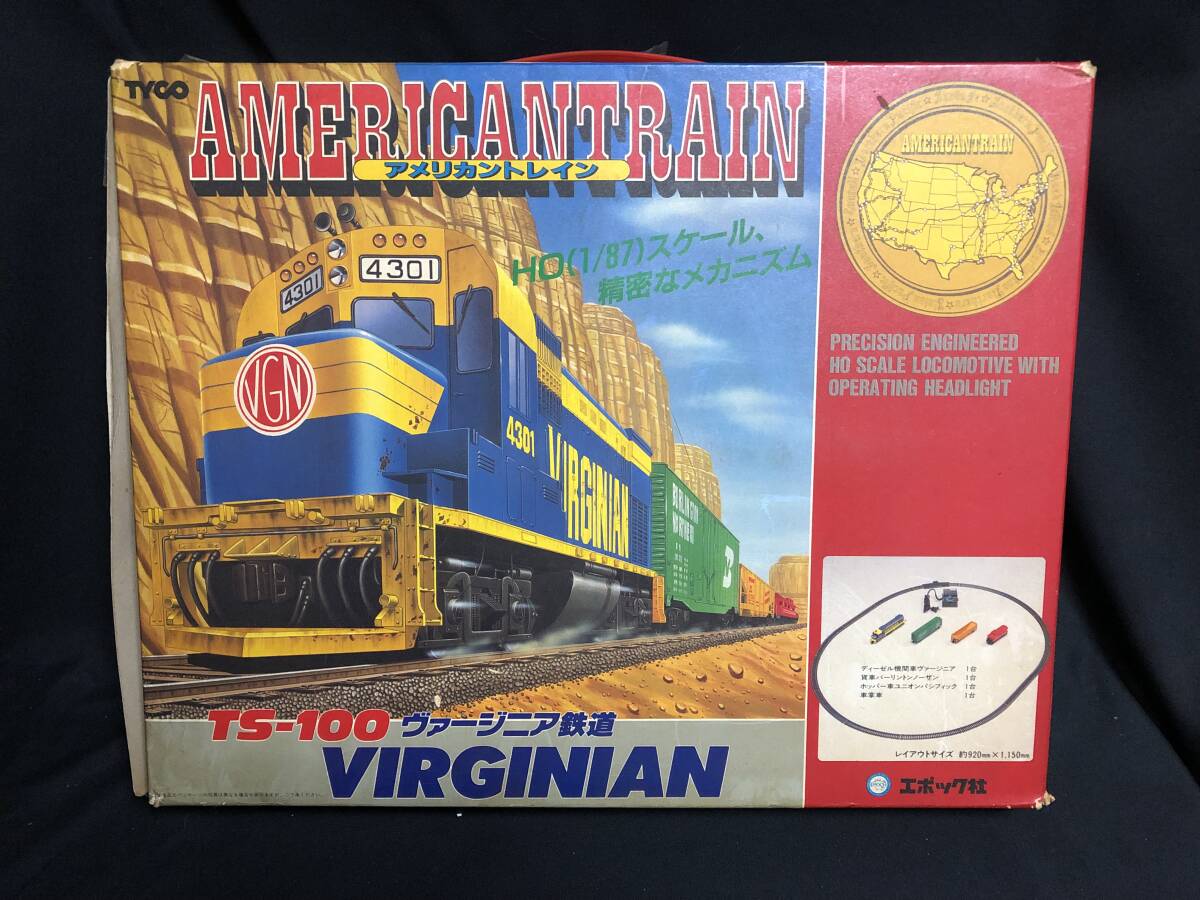 TYCO
AMERICANTRAIN
アメリカントレイン
HO(1/87)スケール、
精密なメカニズム
4301
4301
VGN
4301
VIRGINIAN
TS-100 ヴァージニア鉄道
VIRGINIAN
AMERICANTRAIN
PRECISION ENGINEERED
HO SCALE LOCOMOTIVE WITH
OPERATING HEADLIGHT
ディーゼル機関車ヴァージニア 1台
貨車バーリントンノーザン 1台
ホッパー車ユニオンパシフィック 1台
車掌車 1台
レイアウトサイズ 約920mm×1,150mm
エポック社